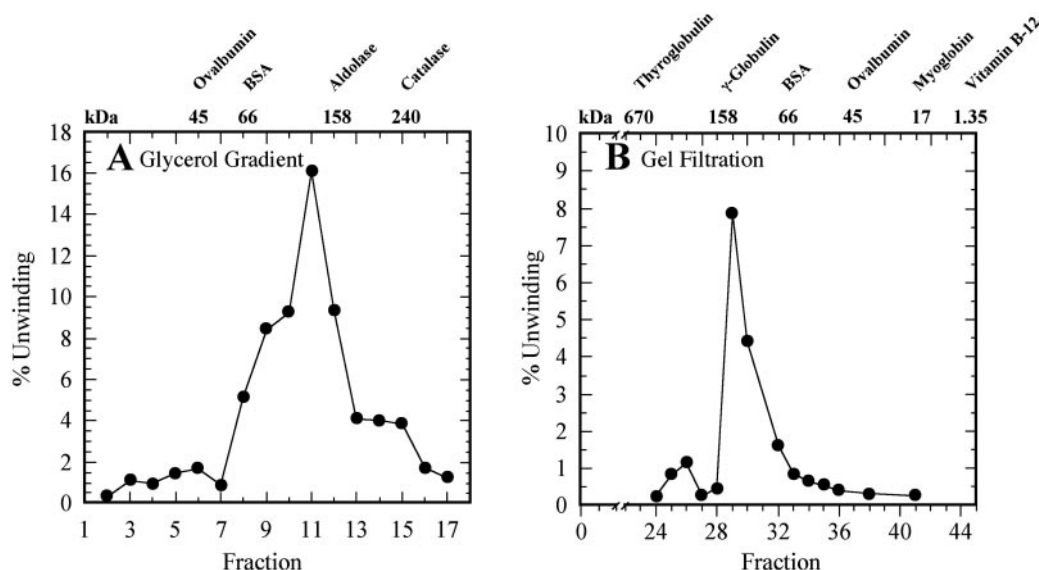 Ovalbumin BSA Aldolase Catalase
kDa 45 66 158 240
A Glycerol Gradient
% Unwinding
18
16
14
12
10
8
6
4
2
0
1 3 5 7 9 11 13 15 17
Fraction
Thyroglobulin γ-Globulin BSA Ovalbumin Myoglobin Vitamin B-12
kDa 670 158 66 45 17 1.35
B Gel Filtration
% Unwinding
10
9
8
7
6
5
4
3
2
1
0
0 24 28 32 36 40 44
Fraction